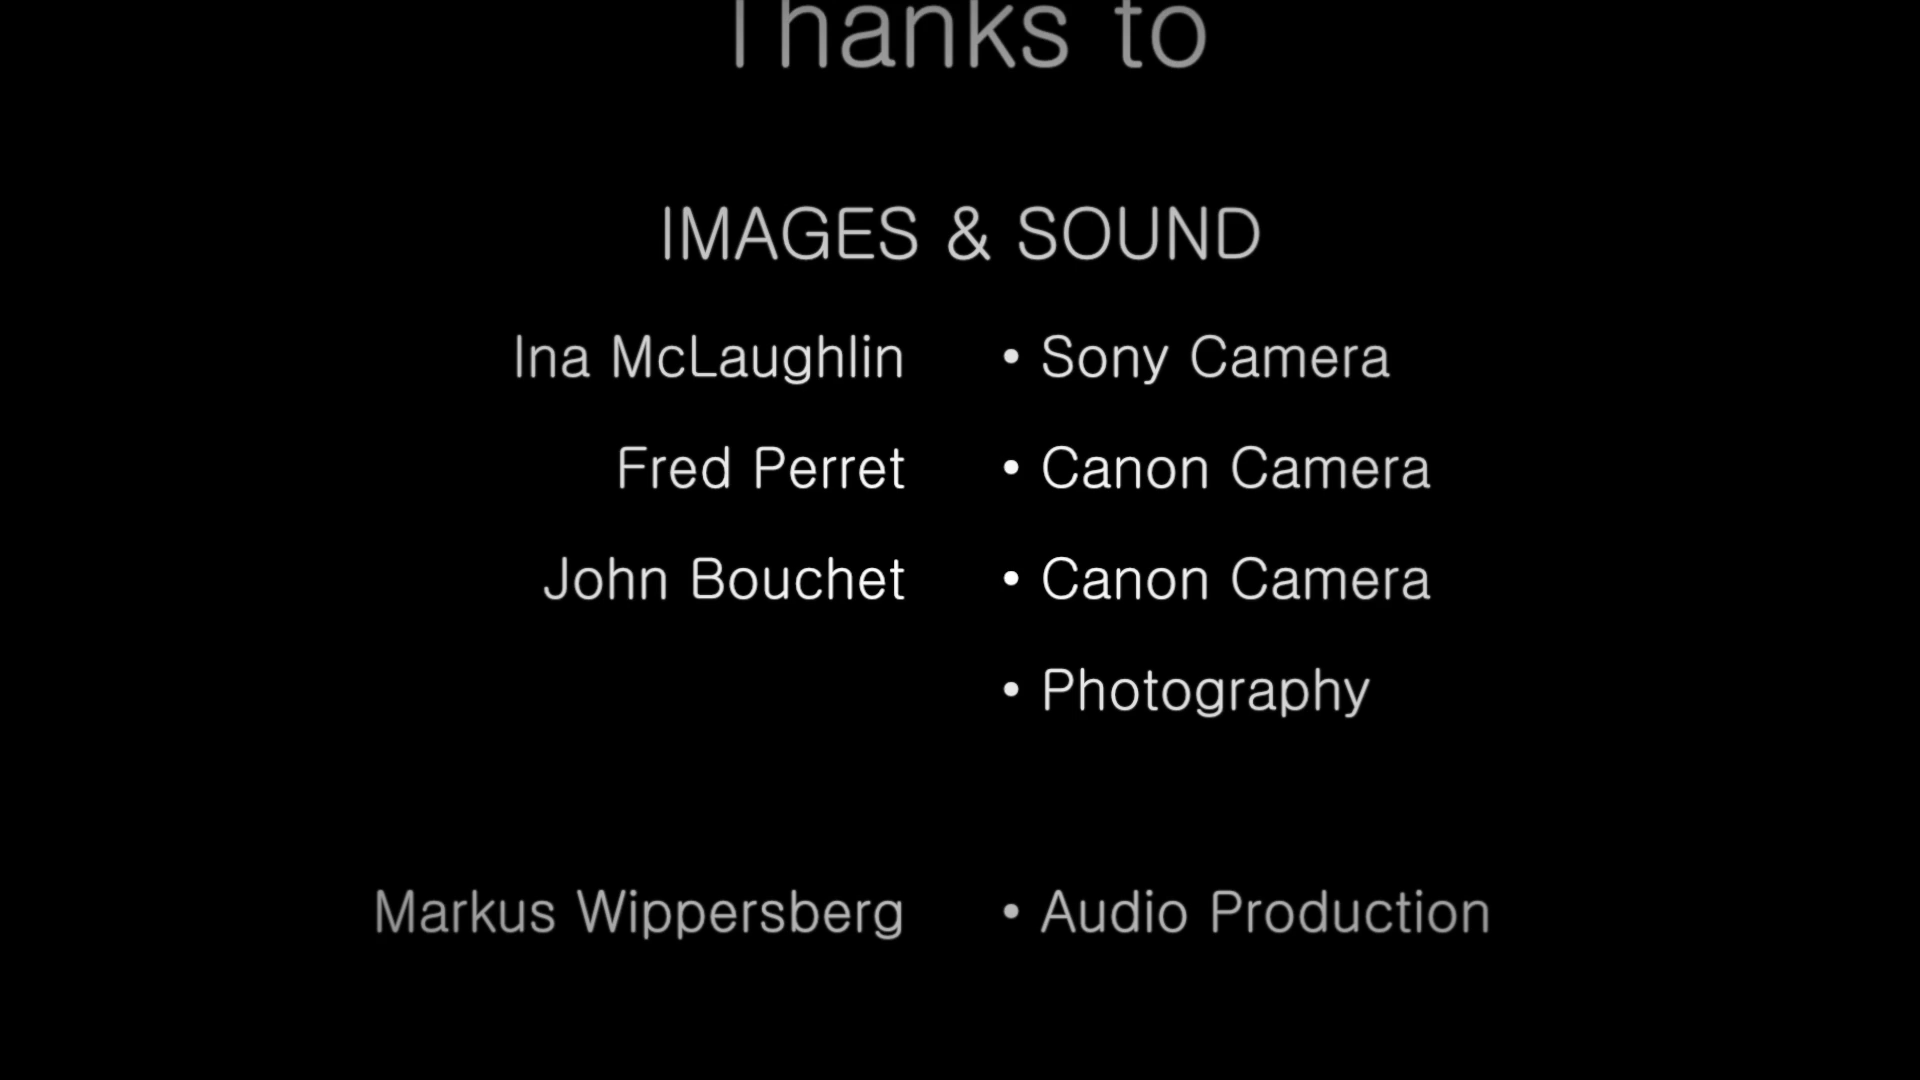 Thanks to
IMAGES & SOUND
Ina McLaughlin • Sony Camera
Fred Perret • Canon Camera
John Bouchet • Canon Camera
• Photography
Markus Wippersberg • Audio Production